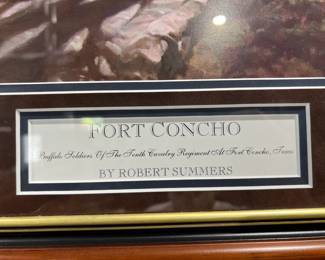 FORT CONCHO
Buffalo Soldiers Of The Tenth Cavalry Regiment At Fort Concho, Texas
BY ROBERT SUMMERS